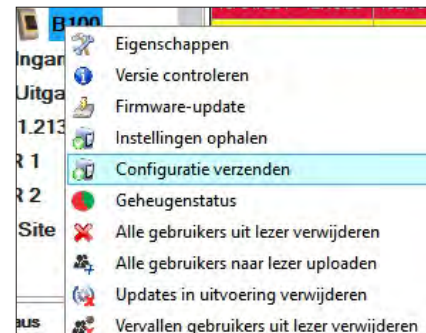 B100
Eigenschappen
Versie controleren
Firmware-update
Instellingen ophalen
Configuratie verzenden
Geheugenstatus
Alle gebruikers uit lezer verwijderen
Alle gebruikers naar lezer uploaden
Updates in uitvoering verwijderen
Vervallen gebruikers uit lezer verwijderen
Ingan
Uitga
1.213
R 1
R 2
Site
aus